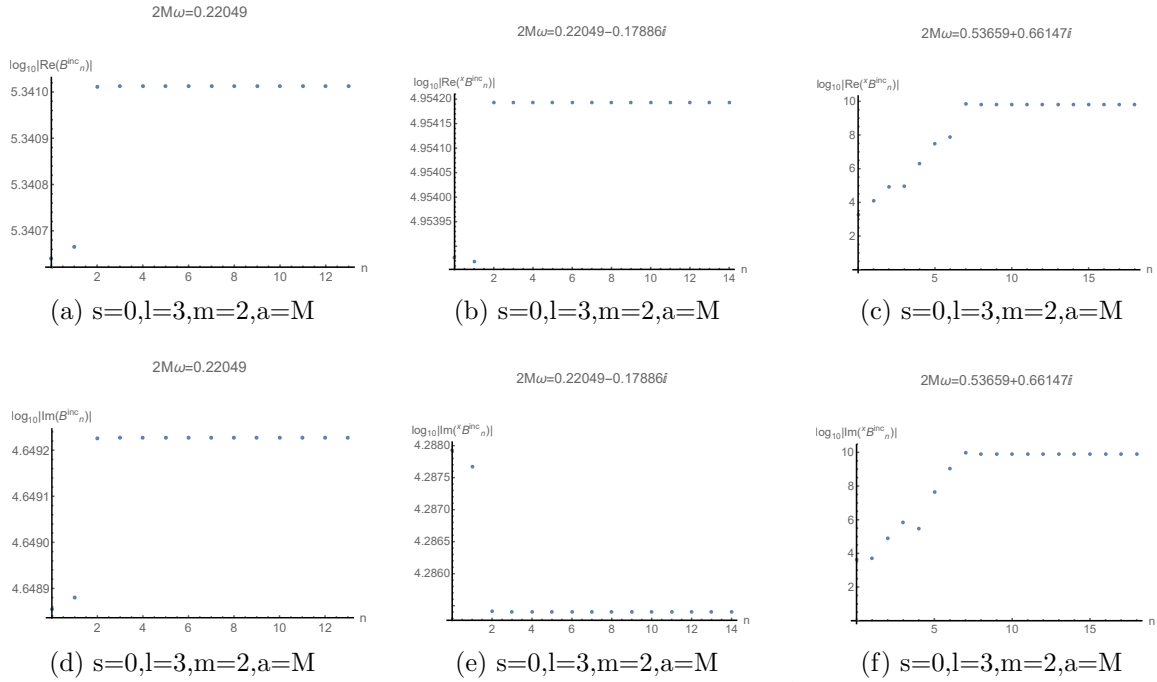 2Mω=0.22049
log₁₀|Re(Bⁱⁿᶜₙ)|
5.3410
5.3409
5.3408
5.3407
2 4 6 8 10 12 n
(a) s=0,l=3,m=2,a=M
2Mω=0.22049−0.17886ⅈ
log₁₀|Re(ˣBⁱⁿᶜₙ)|
4.95420
4.95415
4.95410
4.95405
4.95400
4.95395
2 4 6 8 10 12 14 n
(b) s=0,l=3,m=2,a=M
2Mω=0.53659+0.66147ⅈ
log₁₀|Re(ˣBⁱⁿᶜₙ)|
10
8
6
4
2
5 10 15 n
(c) s=0,l=3,m=2,a=M
2Mω=0.22049
log₁₀|Im(Bⁱⁿᶜₙ)|
4.6492
4.6491
4.6490
4.6489
2 4 6 8 10 12 n
(d) s=0,l=3,m=2,a=M
2Mω=0.22049−0.17886ⅈ
log₁₀|Im(ˣBⁱⁿᶜₙ)|
4.2880
4.2875
4.2870
4.2865
4.2860
2 4 6 8 10 12 14 n
(e) s=0,l=3,m=2,a=M
2Mω=0.53659+0.66147ⅈ
log₁₀|Im(ˣBⁱⁿᶜₙ)|
10
8
6
4
2
5 10 15 n
(f) s=0,l=3,m=2,a=M